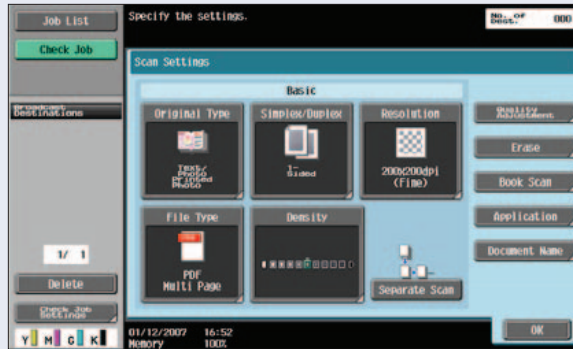 Job List
Specify the settings.
No. of
Dest.
000
Check Job
Scan Settings
Broadcast
Destinations
Basic
Original Type
Simplex/Duplex
Resolution
Quality
Adjustment
Text/
Photo
Printed
Photo
1-
Sided
200x200dpi
(Fine)
Erase
Book Scan
File Type
Density
Application
PDF
Multi Page
Separate Scan
Document Name
1/ 1
Delete
Check Job
Settings
OK
Y M C K
01/12/2007 16:52
Memory 100%